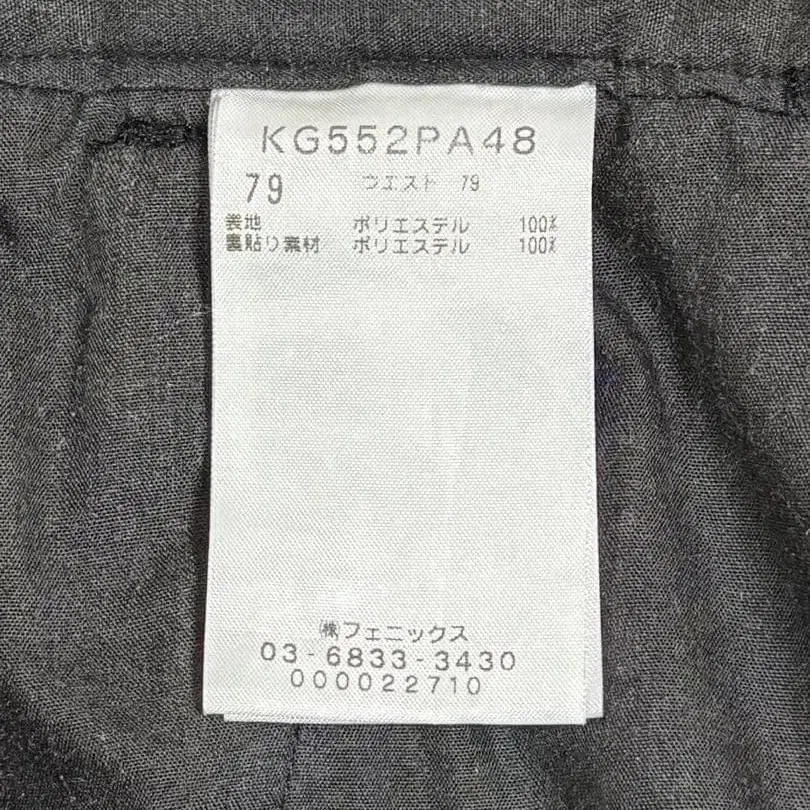 KG552PA48
79 ウエスト 79
表地 ポリエステル 100%
裏貼り素材 ポリエステル 100%
㈱フェニックス
03-6833-3430
000022710